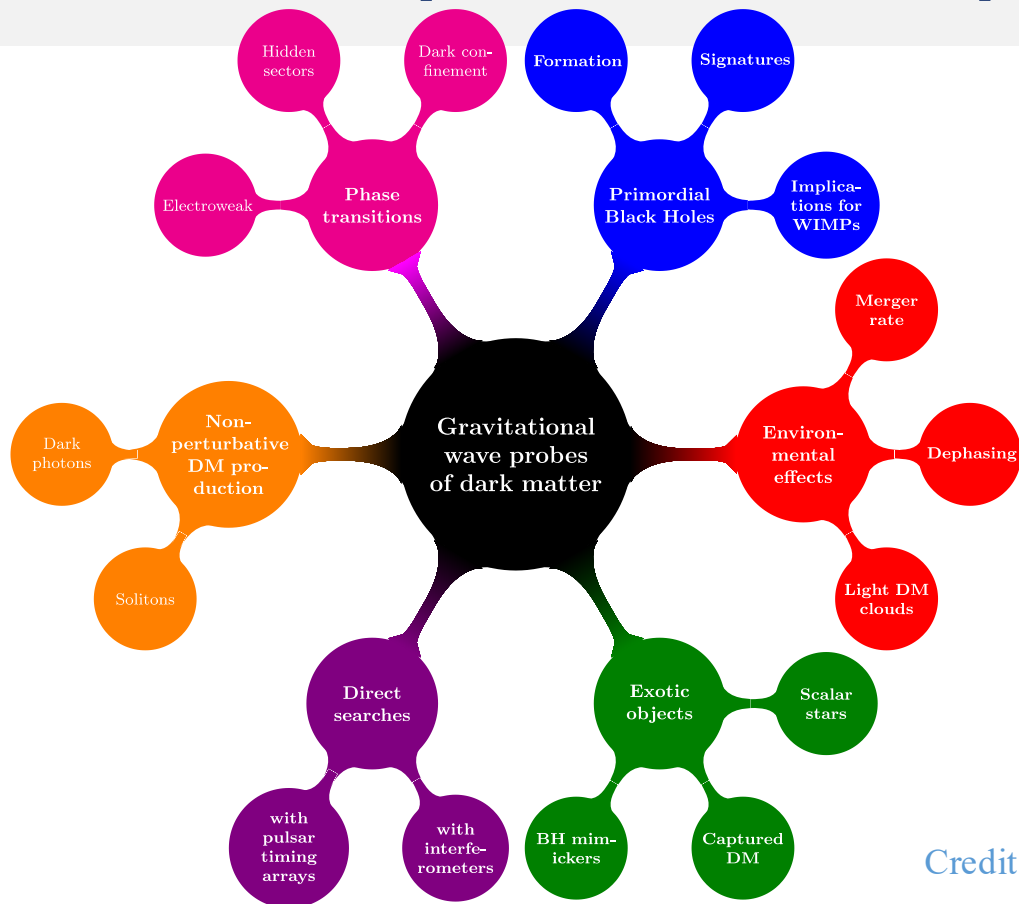 Hidden
sectors
Dark con-
finement
Formation
Signatures
Electroweak
Phase
transitions
Primordial
Black Holes
Implica-
tions for
WIMPs
Merger
rate
Dark
photons
Non-
perturbative
DM pro-
duction
Gravitational
wave probes
of dark matter
Environ-
mental
effects
Dephasing
Solitons
Light DM
clouds
Direct
searches
Exotic
objects
Scalar
stars
with
pulsar
timing
arrays
with
interfe-
rometers
BH mim-
ickers
Captured
DM
Credit